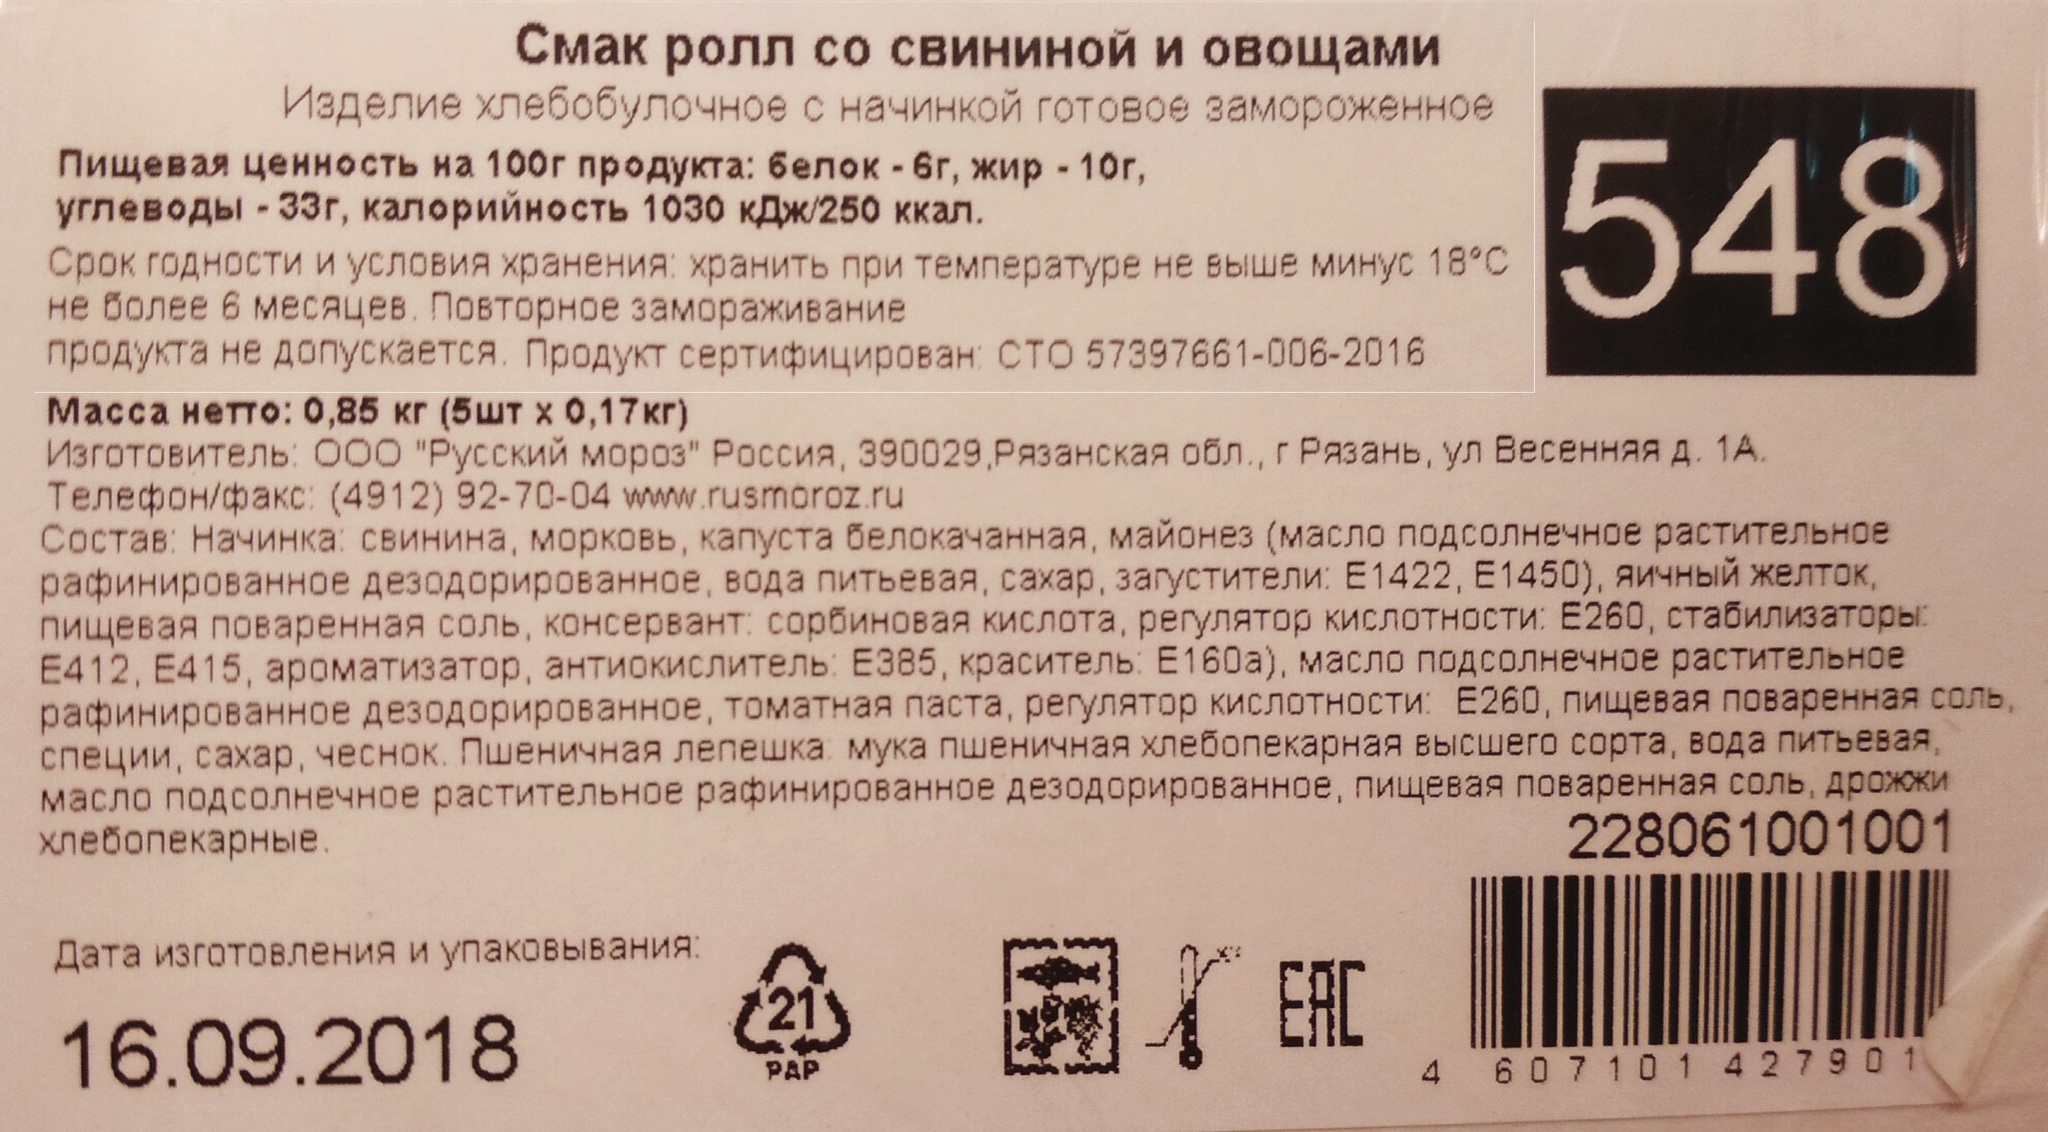 Смак ролл со свининой и овощами
Изделие хлебобулочное с начинкой готовое замороженное
548
Пищевая ценность на 100г продукта: белок - 6г, жир - 10г,
углеводы - 33г, калорийность 1030 кДж/250 ккал.
Срок годности и условия хранения: хранить при температуре не выше минус 18°С
не более 6 месяцев. Повторное замораживание
продукта не допускается. Продукт сертифицирован: СТО 57397661-006-2016
Масса нетто: 0,85 кг (5шт х 0,17кг)
Изготовитель: ООО "Русский мороз" Россия, 390029,Рязанская обл., г Рязань, ул Весенняя д. 1А.
Телефон/факс: (4912) 92-70-04 www.rusmoroz.ru
Состав: Начинка: свинина, морковь, капуста белокачанная, майонез (масло подсолнечное растительное
рафинированное дезодорированное, вода питьевая, сахар, загустители: Е1422, Е1450), яичный желток,
пищевая поваренная соль, консервант: сорбиновая кислота, регулятор кислотности: Е260, стабилизаторы:
Е412, Е415, ароматизатор, антиокислитель: Е385, краситель: Е160а), масло подсолнечное растительное
рафинированное дезодорированное, томатная паста, регулятор кислотности: Е260, пищевая поваренная соль,
специи, сахар, чеснок. Пшеничная лепешка: мука пшеничная хлебопекарная высшего сорта, вода питьевая,
масло подсолнечное растительное рафинированное дезодорированное, пищевая поваренная соль, дрожжи
хлебопекарные.
228061001001
Дата изготовления и упаковывания:
16.09.2018
21
PAP
EAC
4 607101 427901